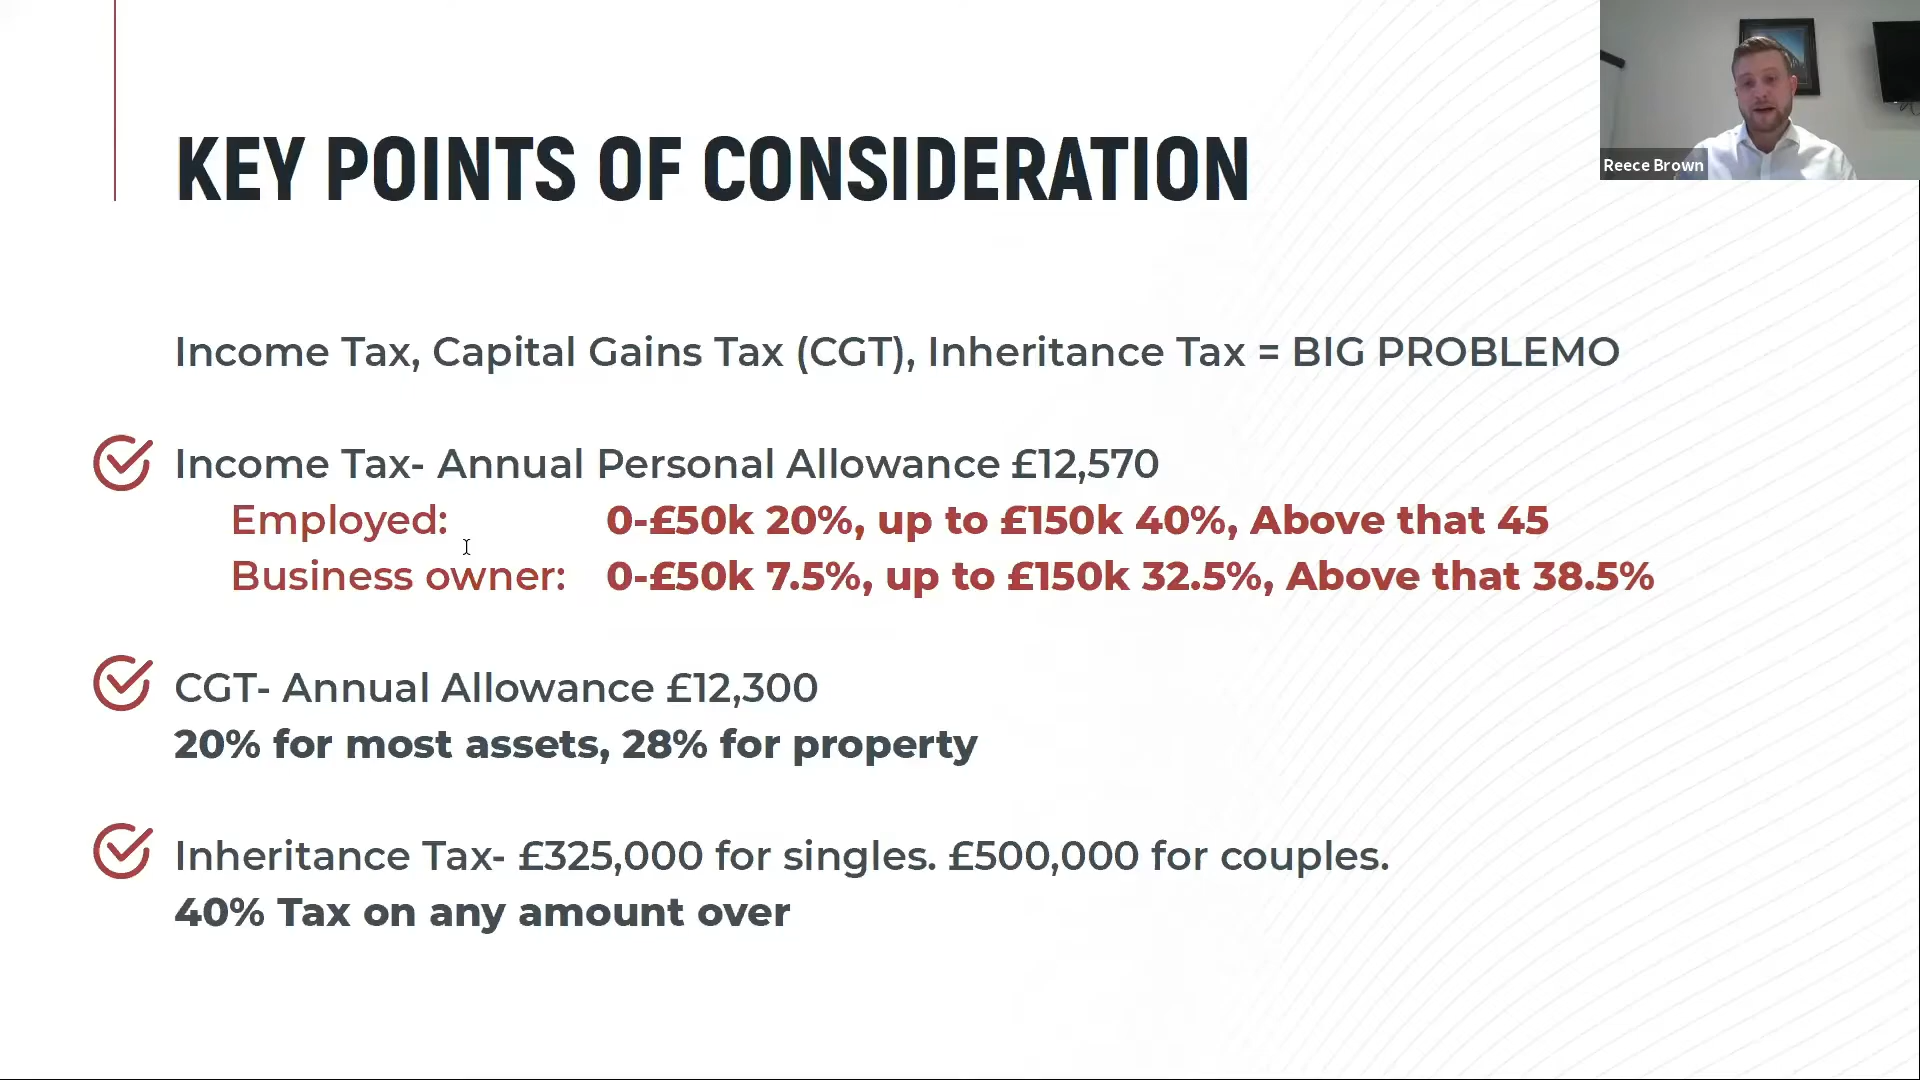 Reece Brown
KEY POINTS OF CONSIDERATION
Income Tax, Capital Gains Tax (CGT), Inheritance Tax = BIG PROBLEMO
Income Tax- Annual Personal Allowance £12,570
Employed: 0-£50k 20%, up to £150k 40%, Above that 45
Business owner: 0-£50k 7.5%, up to £150k 32.5%, Above that 38.5%
CGT- Annual Allowance £12,300
20% for most assets, 28% for property
Inheritance Tax- £325,000 for singles. £500,000 for couples.
40% Tax on any amount over